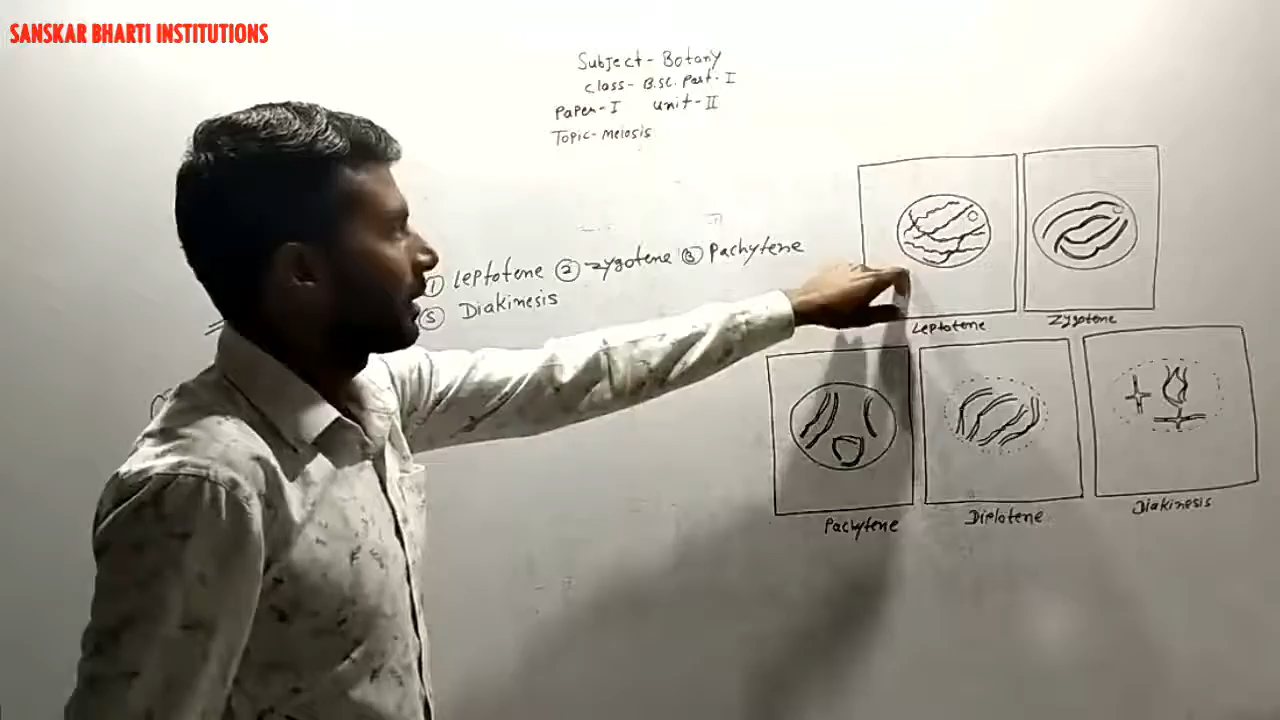 SANSKAR BHARTI INSTITUTIONS
Subject - Botany
class - B.Sc. Part - I
Paper - I Unit - II
Topic - Meiosis
① Leptotene ② Zygotene ③ Pachytene
⑤ Diakinesis
Leptotene
Zygotene
Pachytene
Diplotene
Diakinesis